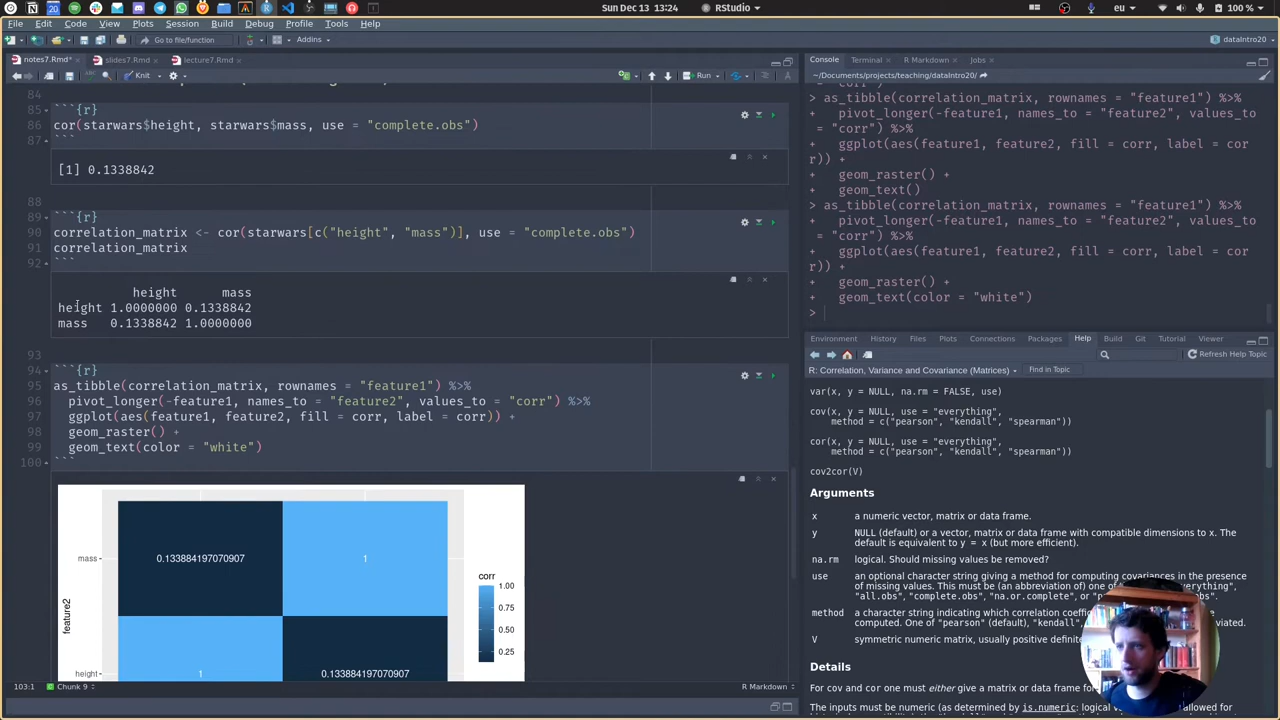 Sun Dec 13 13:24
RStudio
eu
100 %
File Edit Code View Plots Session Build Debug Profile Tools Help
Go to file/function
Addins
dataIntro20
notes7.Rmd*
slides7.Rmd
lecture7.Rmd
Knit
Run
84
85 ```{r}
86 cor(starwars$height, starwars$mass, use = "complete.obs")
87 ```
[1] 0.1338842
88
89 ```{r}
90 correlation_matrix <- cor(starwars[c("height", "mass")], use = "complete.obs")
91 correlation_matrix
92 ```
height mass
height 1.0000000 0.1338842
mass 0.1338842 1.0000000
93
94 ```{r}
95 as_tibble(correlation_matrix, rownames = "feature1") %>%
96 pivot_longer(-feature1, names_to = "feature2", values_to = "corr") %>%
97 ggplot(aes(feature1, feature2, fill = corr, label = corr)) +
98 geom_raster() +
99 geom_text(color = "white")
100 ```
mass
0.133884197070907
1
height
1
0.133884197070907
feature2
corr
1.00
0.75
0.50
0.25
103:1
Chunk 9
R Markdown
Console Terminal R Markdown Jobs
~/Documents/projects/teaching/dataIntro20/
> as_tibble(correlation_matrix, rownames = "feature1") %>%
+ pivot_longer(-feature1, names_to = "feature2", values_to
= "corr") %>%
+ ggplot(aes(feature1, feature2, fill = corr, label = cor
r)) +
+ geom_raster() +
+ geom_text()
> as_tibble(correlation_matrix, rownames = "feature1") %>%
+ pivot_longer(-feature1, names_to = "feature2", values_to
= "corr") %>%
+ ggplot(aes(feature1, feature2, fill = corr, label = cor
r)) +
+ geom_raster() +
+ geom_text(color = "white")
>
Environment History Files Plots Connections Packages Help Build Git Tutorial Viewer
Refresh Help Topic
R: Correlation, Variance and Covariance (Matrices)
Find in Topic
var(x, y = NULL, na.rm = FALSE, use)
cov(x, y = NULL, use = "everything",
method = c("pearson", "kendall", "spearman"))
cor(x, y = NULL, use = "everything",
method = c("pearson", "kendall", "spearman"))
cov2cor(V)
Arguments
x a numeric vector, matrix or data frame.
y NULL (default) or a vector, matrix or data frame with compatible dimensions to x. The
default is equivalent to y = x (but more efficient).
na.rm logical. Should missing values be removed?
use an optional character string giving a method for computing covariances in the presence
of missing values. This must be (an abbreviation) of one of
"all.obs", "complete.obs", "na.or.complete", or
method a character string indicating which correlation
computed. One of "pearson" (default), "kendall",
V symmetric numeric matrix, usually positive
Details
For cov and cor one must either give a matrix or data frame
The inputs must be numeric (as determined by is.numeric: logical